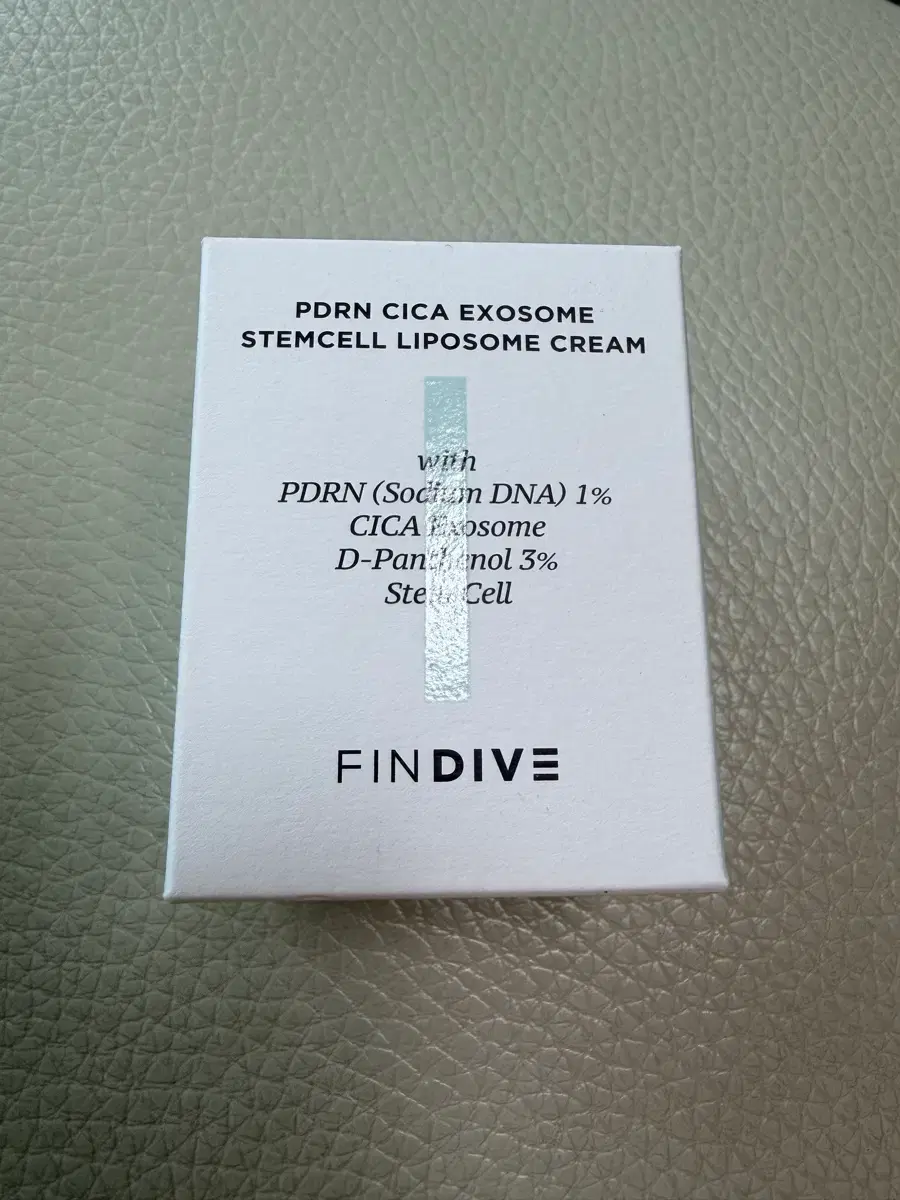 PDRN CICA EXOSOME
STEMCELL LIPOSOME CREAM
with
PDRN (Sodium DNA) 1%
CICA Exosome
D-Panthenol 3%
Stem Cell
FINDIVE